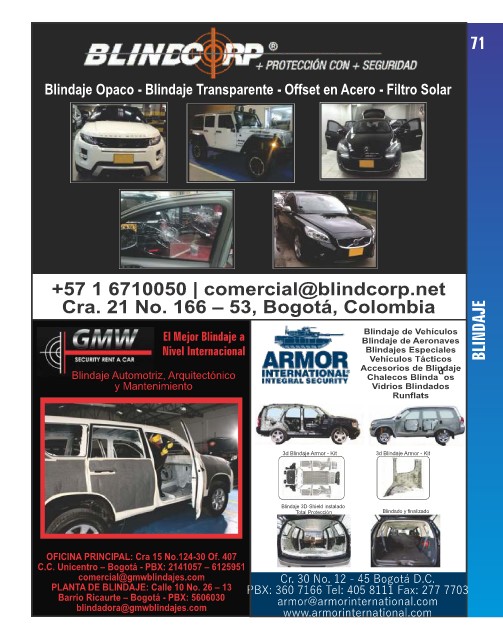 71
BLINDCORP®
+ PROTECCIÓN CON + SEGURIDAD
Blindaje Opaco - Blindaje Transparente - Offset en Acero - Filtro Solar
+57 1 6710050 | comercial@blindcorp.net
Cra. 21 No. 166 – 53, Bogotá, Colombia
BLINDAJE
GMW
SECURITY RENT A CAR
El Mejor Blindaje a
Nivel Internacional
Blindaje Automotriz, Arquitectónico
y Mantenimiento
OFICINA PRINCIPAL: Cra 15 No.124-30 Of. 407
C.C. Unicentro – Bogotá - PBX: 2141057 – 6125951
comercial@gmwblindajes.com
PLANTA DE BLINDAJE: Calle 10 No. 26 – 13
Barrio Ricaurte – Bogotá - PBX: 5606030
blindadora@gmwblindajes.com
ARMOR
INTERNATIONAL
INTEGRAL SECURITY
Blindaje de Vehículos
Blindaje de Aeronaves
Blindajes Especiales
Vehículos Tácticos
Accesorios de Blindaje
Chalecos Blindados
Vidrios Blindados
Runflats
3d Blindaje Armor - Kit
3d Blindaje Armor - Kit
Blindaje 3D Shield instalado
Total Protección
Blindado y finalizado
Cr. 30 No. 12 - 45 Bogotá D.C.
PBX: 360 7166 Tel: 405 8111 Fax: 277 7703
armor@armorinternational.com
www.armorinternational.com